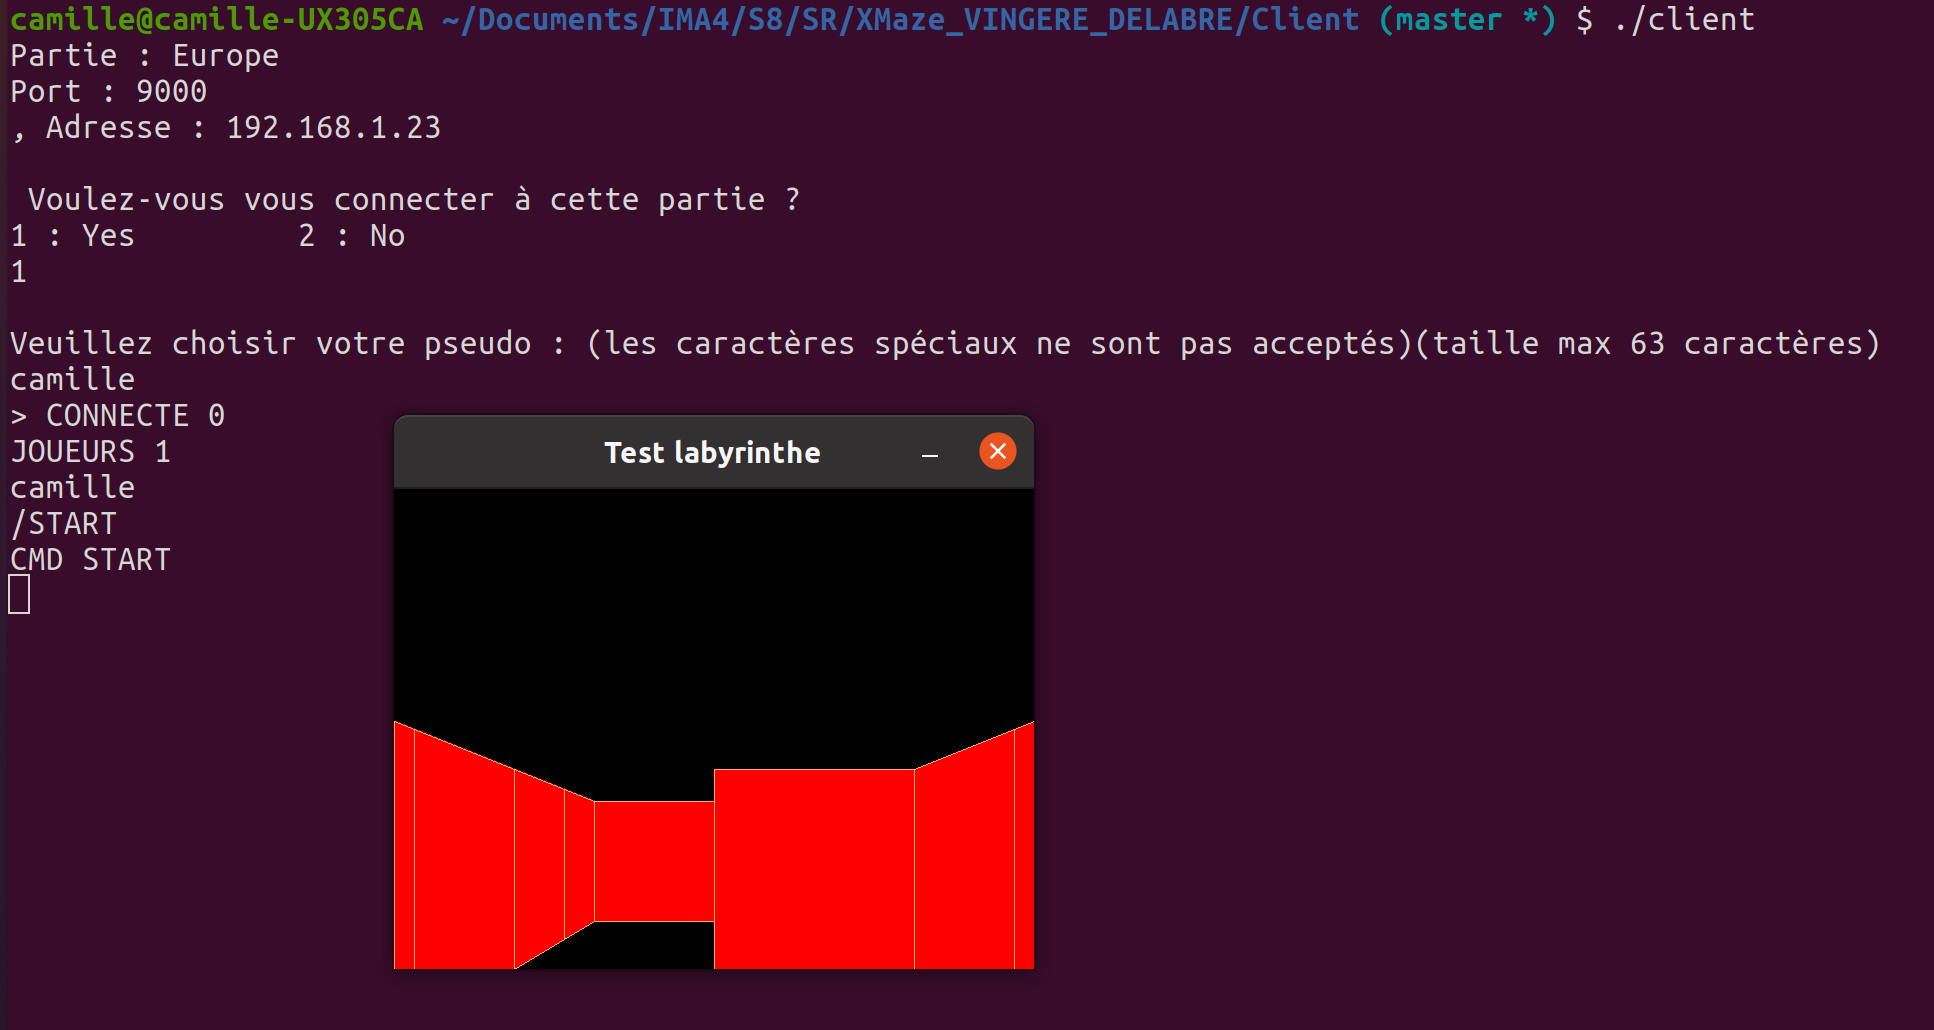 camille@camille-UX305CA ~/Documents/IMA4/S8/SR/XMaze_VINGERE_DELABRE/Client (master *) $ ./client
Partie : Europe
Port : 9000
, Adresse : 192.168.1.23
Voulez-vous vous connecter à cette partie ?
1 : Yes         2 : No
1
Veuillez choisir votre pseudo : (les caractères spéciaux ne sont pas acceptés)(taille max 63 caractères)
camille
> CONNECTE 0
JOUEURS 1
camille
/START
CMD START
Test labyrinthe